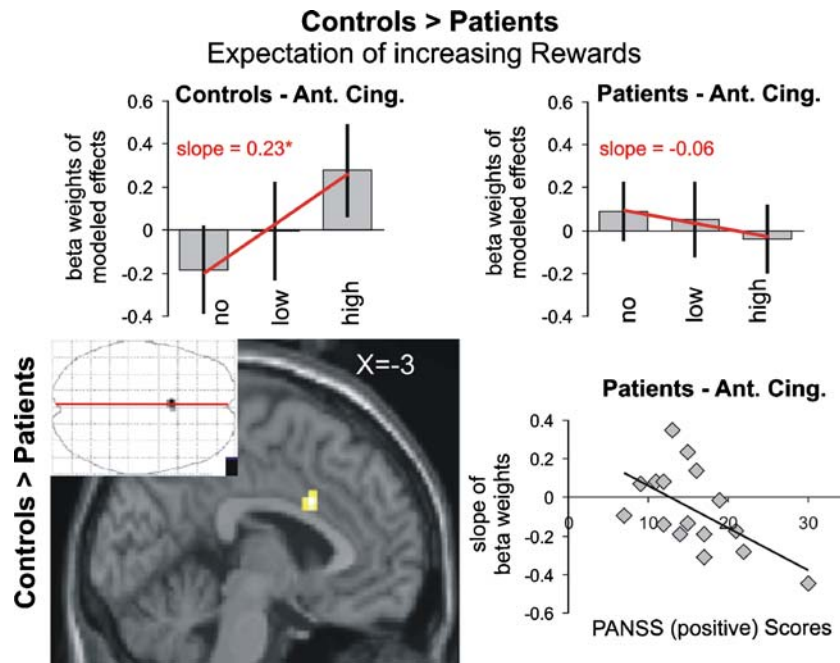 Controls > Patients
Expectation of increasing Rewards
Controls - Ant. Cing.
beta weights of
modeled effects
0.6
0.4
0.2
0
-0.2
-0.4
slope = 0.23*
no
low
high
Patients - Ant. Cing.
beta weights of
modeled effects
0.6
0.4
0.2
0
-0.2
-0.4
slope = -0.06
no
low
high
Controls > Patients
X=-3
Patients - Ant. Cing.
slope of
beta weights
0.4
0.2
0
-0.2
-0.4
-0.6
0
10
20
30
PANSS (positive) Scores